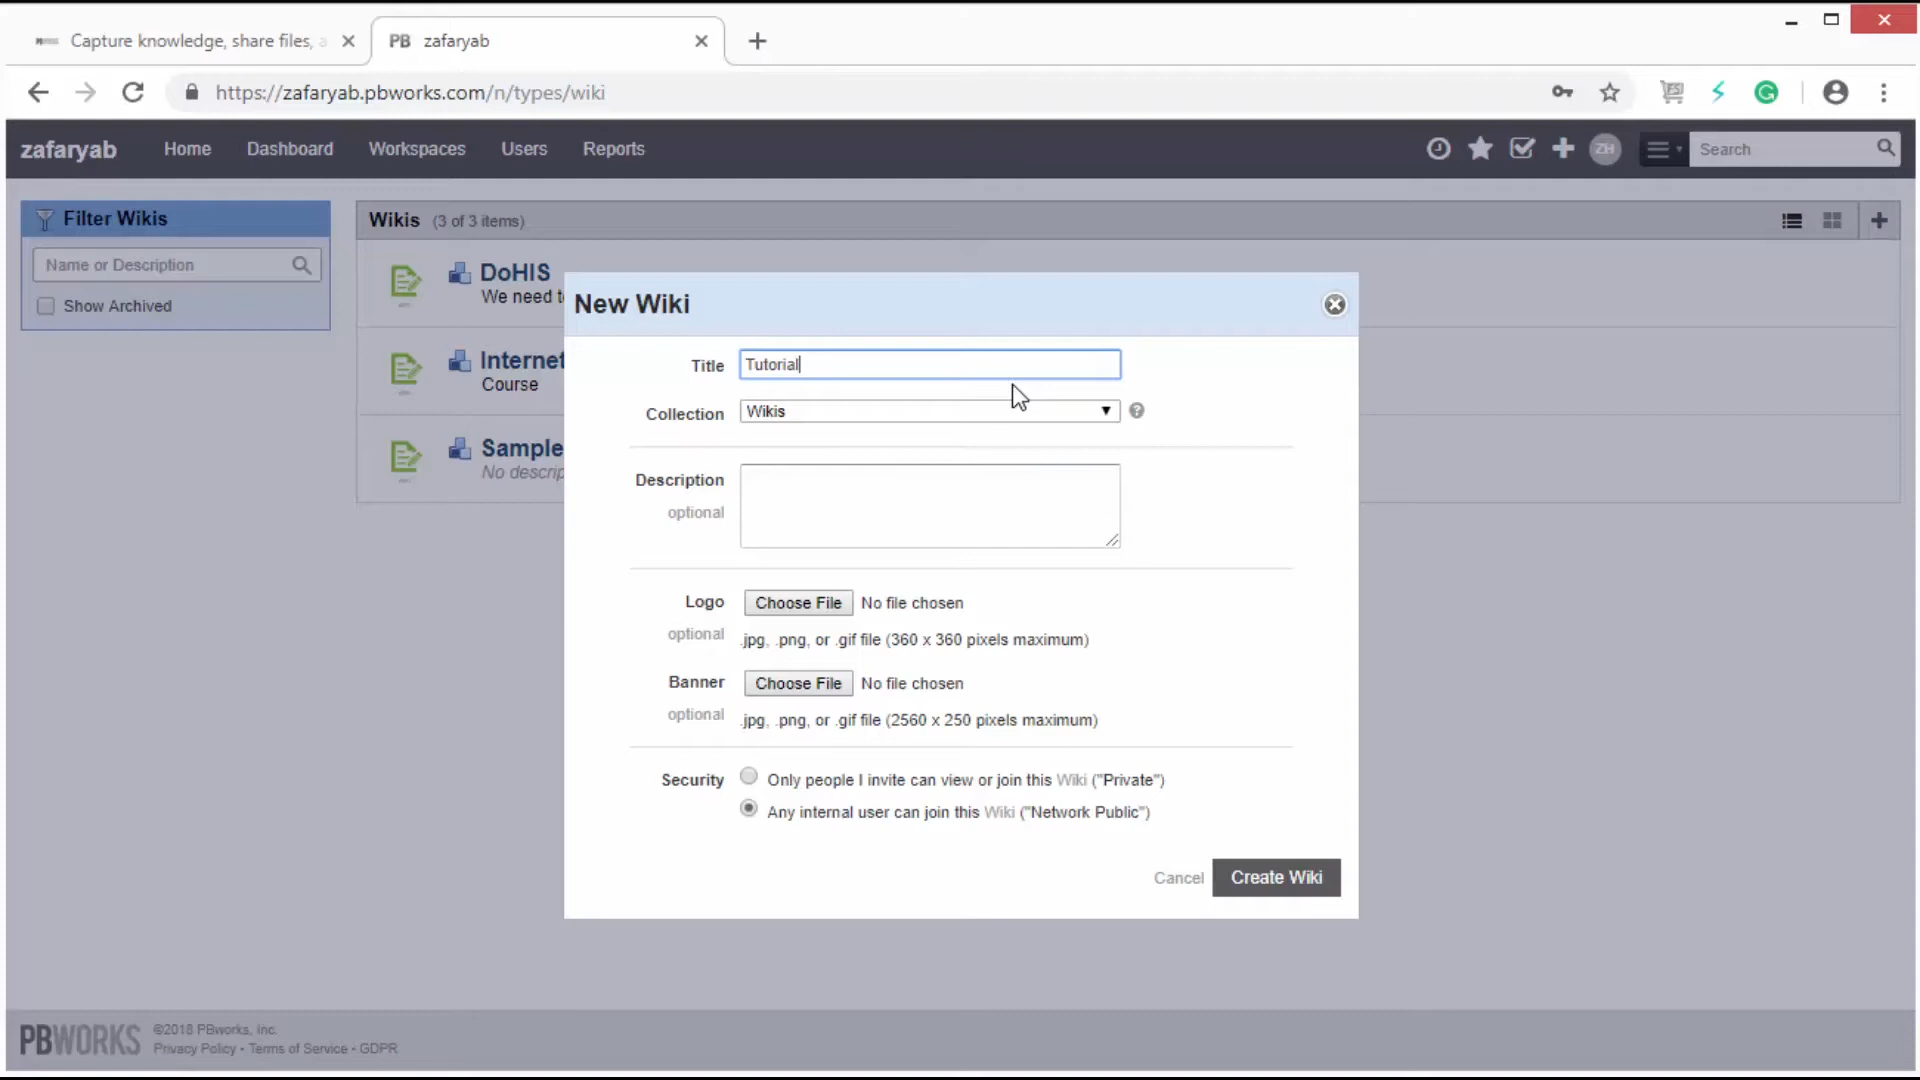 Capture knowledge, share files, a
PB zafaryab
https://zafaryab.pbworks.com/n/types/wiki
zafaryab Home Dashboard Workspaces Users Reports ZH Search
Filter Wikis
Name or Description
Show Archived
Wikis (3 of 3 items)
DoHIS
We need t
Internet
Course
Sample
No descrip
New Wiki
Title Tutorial
Collection Wikis
Description
optional
Logo Choose File No file chosen
optional .jpg, .png, or .gif file (360 x 360 pixels maximum)
Banner Choose File No file chosen
optional .jpg, .png, or .gif file (2560 x 250 pixels maximum)
Security Only people I invite can view or join this Wiki ("Private")
Any internal user can join this Wiki ("Network Public")
Cancel Create Wiki
PBWORKS ©2018 PBworks, Inc.
Privacy Policy • Terms of Service • GDPR